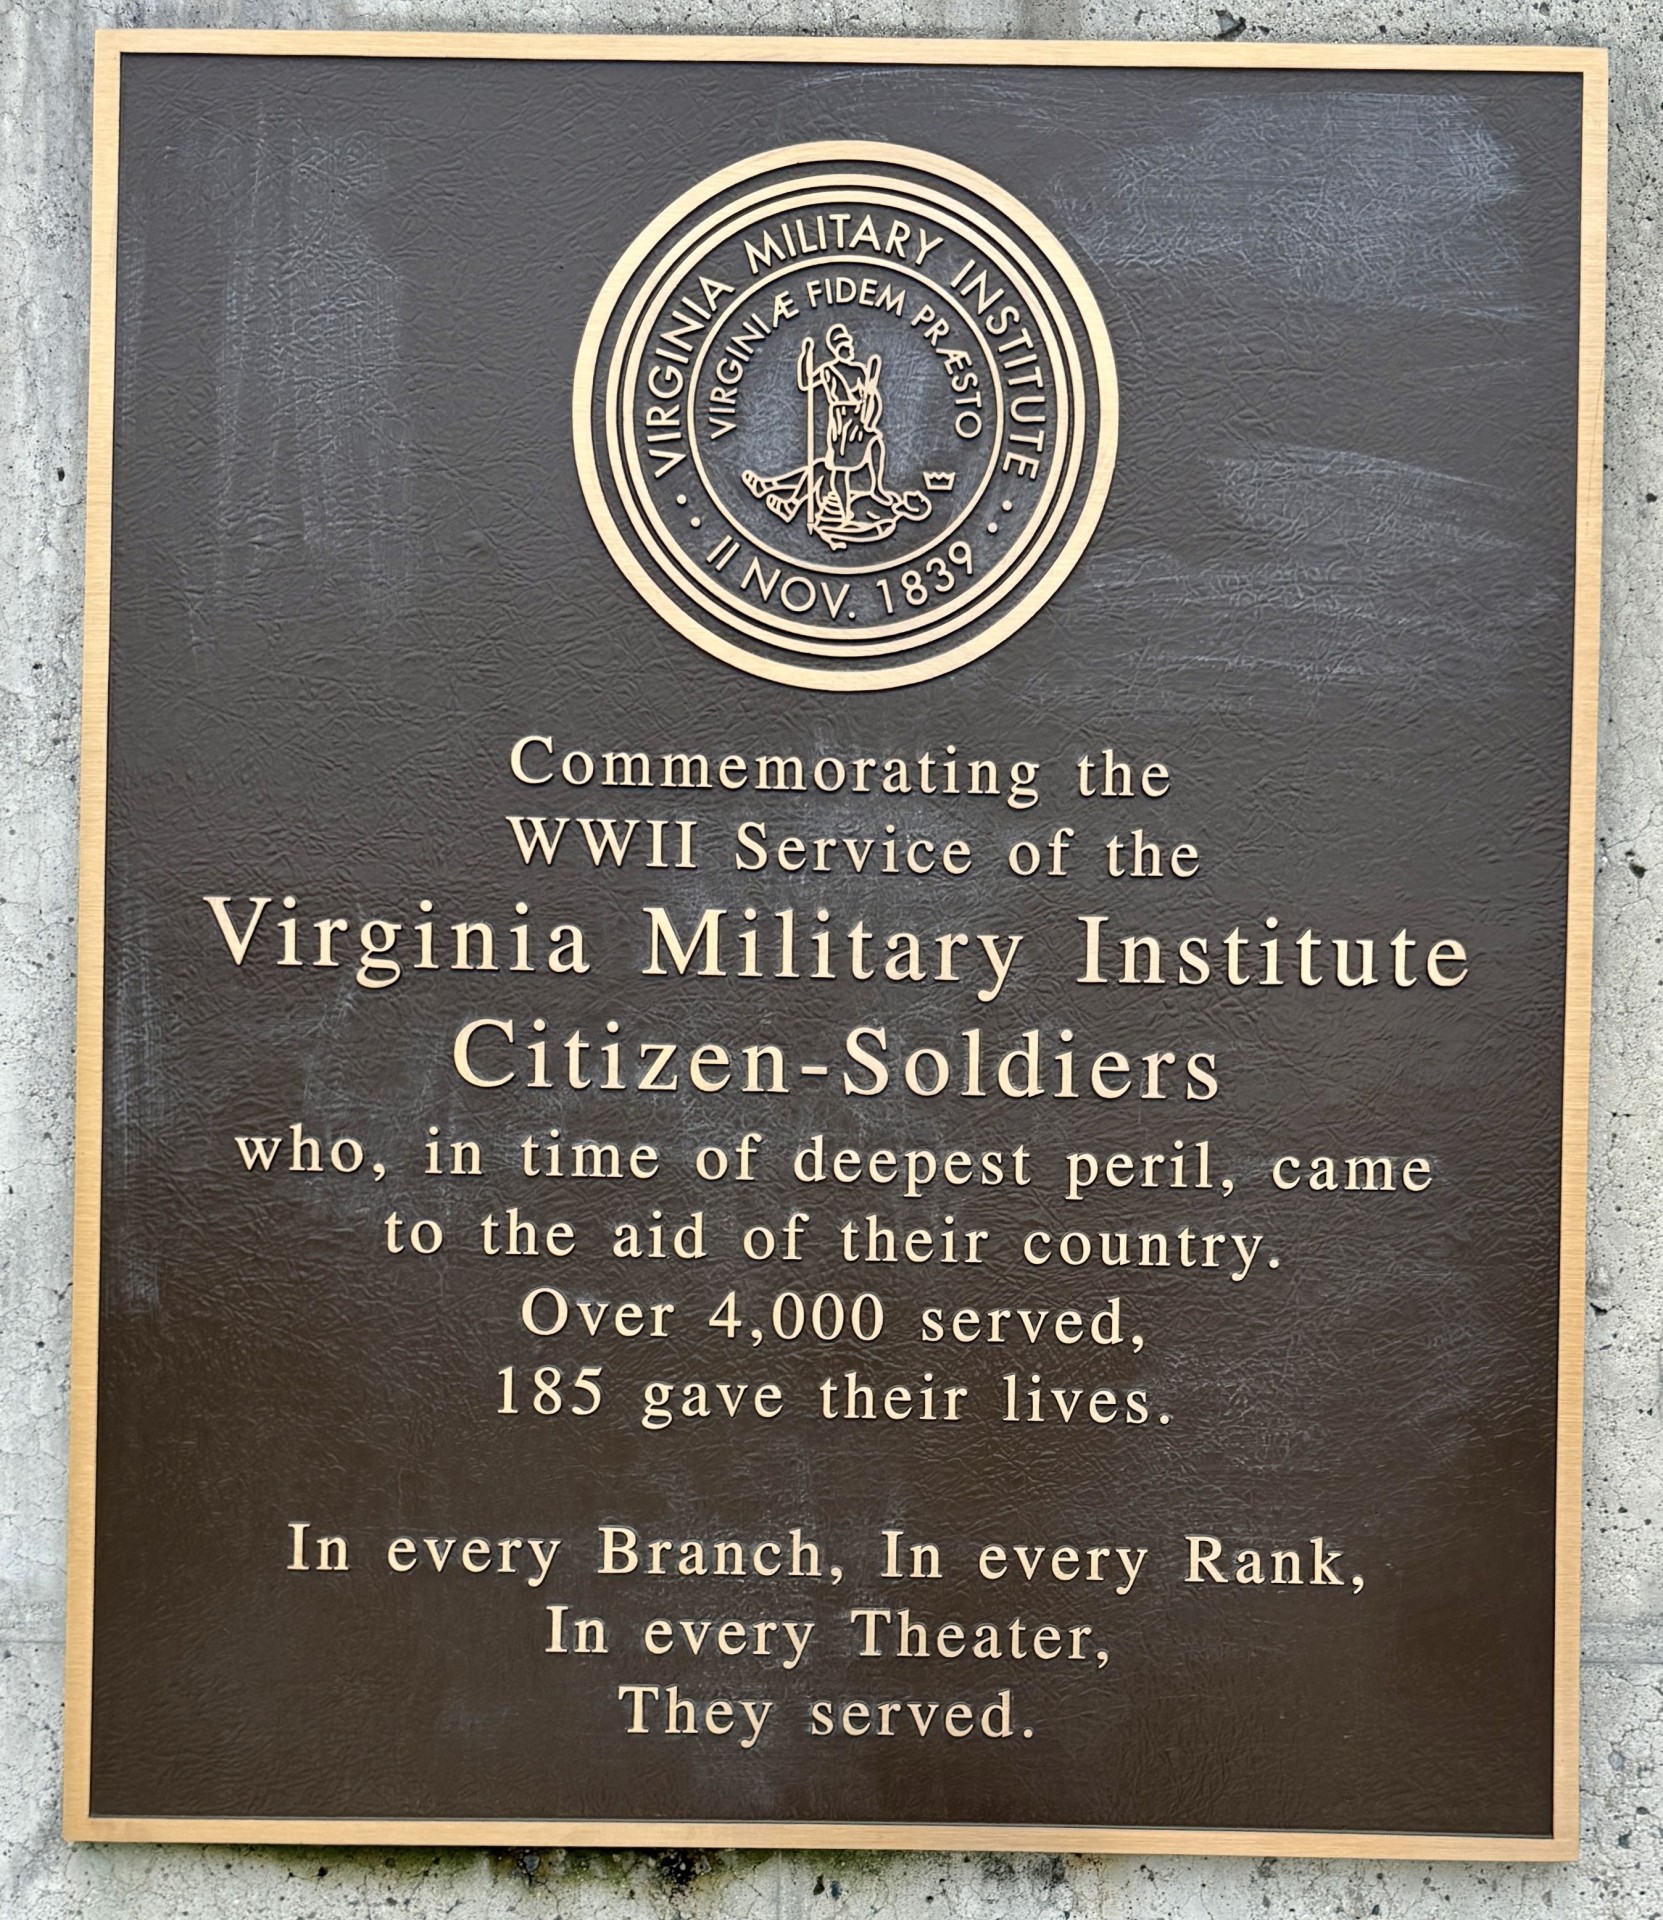 VIRGINIA MILITARY INSTITUTE
VIRGINIÆ FIDEM PRÆSTO
11 NOV. 1839
Commemorating the
WWII Service of the
Virginia Military Institute
Citizen-Soldiers
who, in time of deepest peril, came
to the aid of their country.
Over 4,000 served,
185 gave their lives.
In every Branch, In every Rank,
In every Theater,
They served.